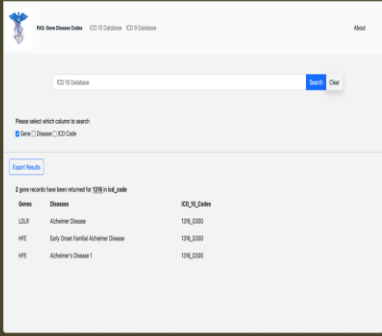 PAS: Gene Disease Codes ICD 10 Database ICD 9 Database About
ICD 10 Database Search Clear
Please select which column to search
Gene Disease ICD Code
Export Results
2 gene records have been returned for 1316 in icd_code
Genes Diseases ICD_10_Codes
LDLR Alzheimer Disease 1316_G300
HFE Early Onset Familial Alzheimer Disease 1316_G300
HFE Alzheimer's Disease 1 1316_G300